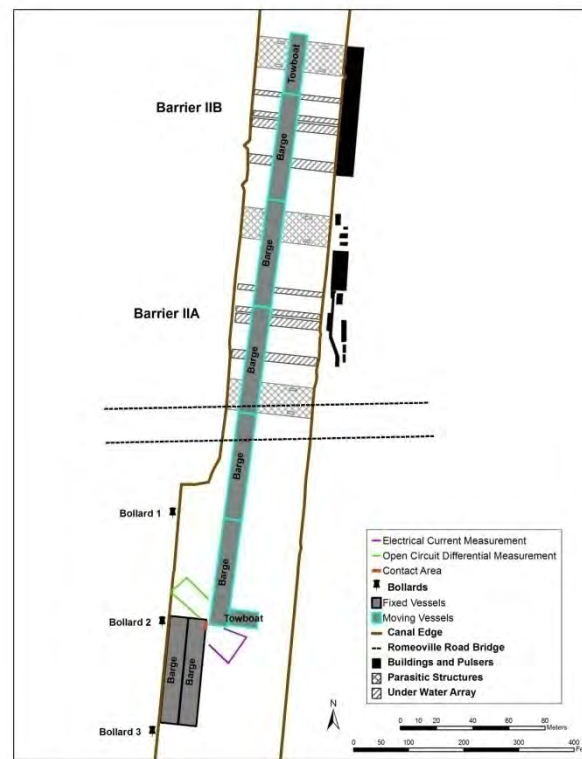 Towboat
Barrier IIB
Barge
Barge
Barrier IIA
Barge
Barge
Bollard 1
Barge
Towboat
Bollard 2
Barge
Barge
Bollard 3
Electrical Current Measurement
Open Circuit Differential Measurement
Contact Area
Bollards
Fixed Vessels
Moving Vessels
Canal Edge
Romeoville Road Bridge
Buildings and Pulsers
Parasitic Structures
Under Water Array
N
0 10 20 40 60 80
Meters
0 50 100 200 300 400